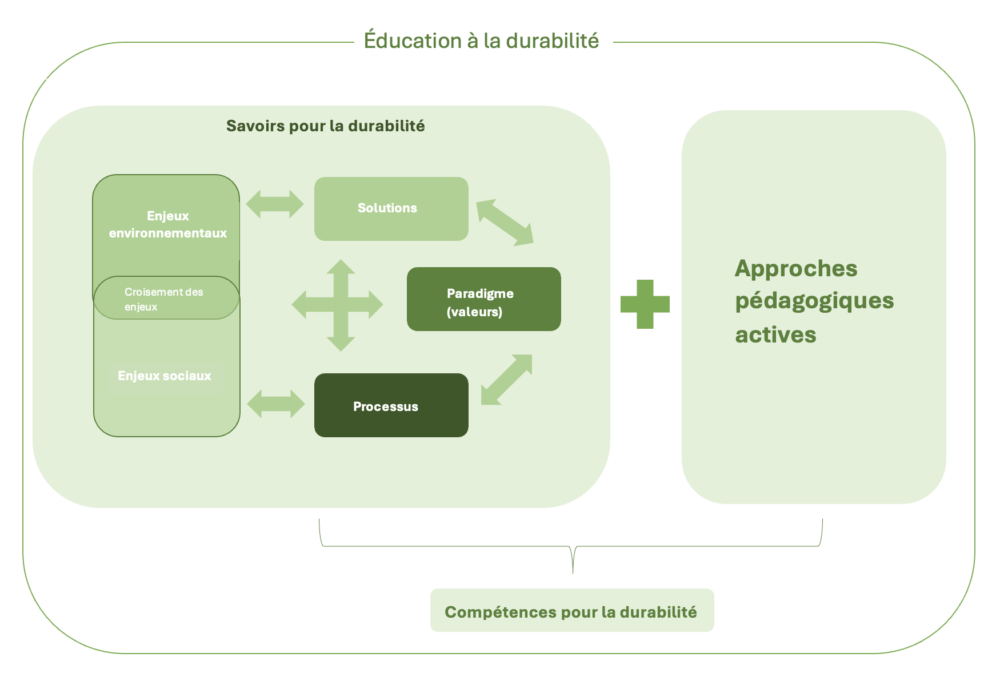 Éducation à la durabilité
Savoirs pour la durabilité
Enjeux
environnementaux
Croisement des
enjeux
Enjeux sociaux
Solutions
Paradigme
(valeurs)
Processus
Approches
pédagogiques
actives
Compétences pour la durabilité